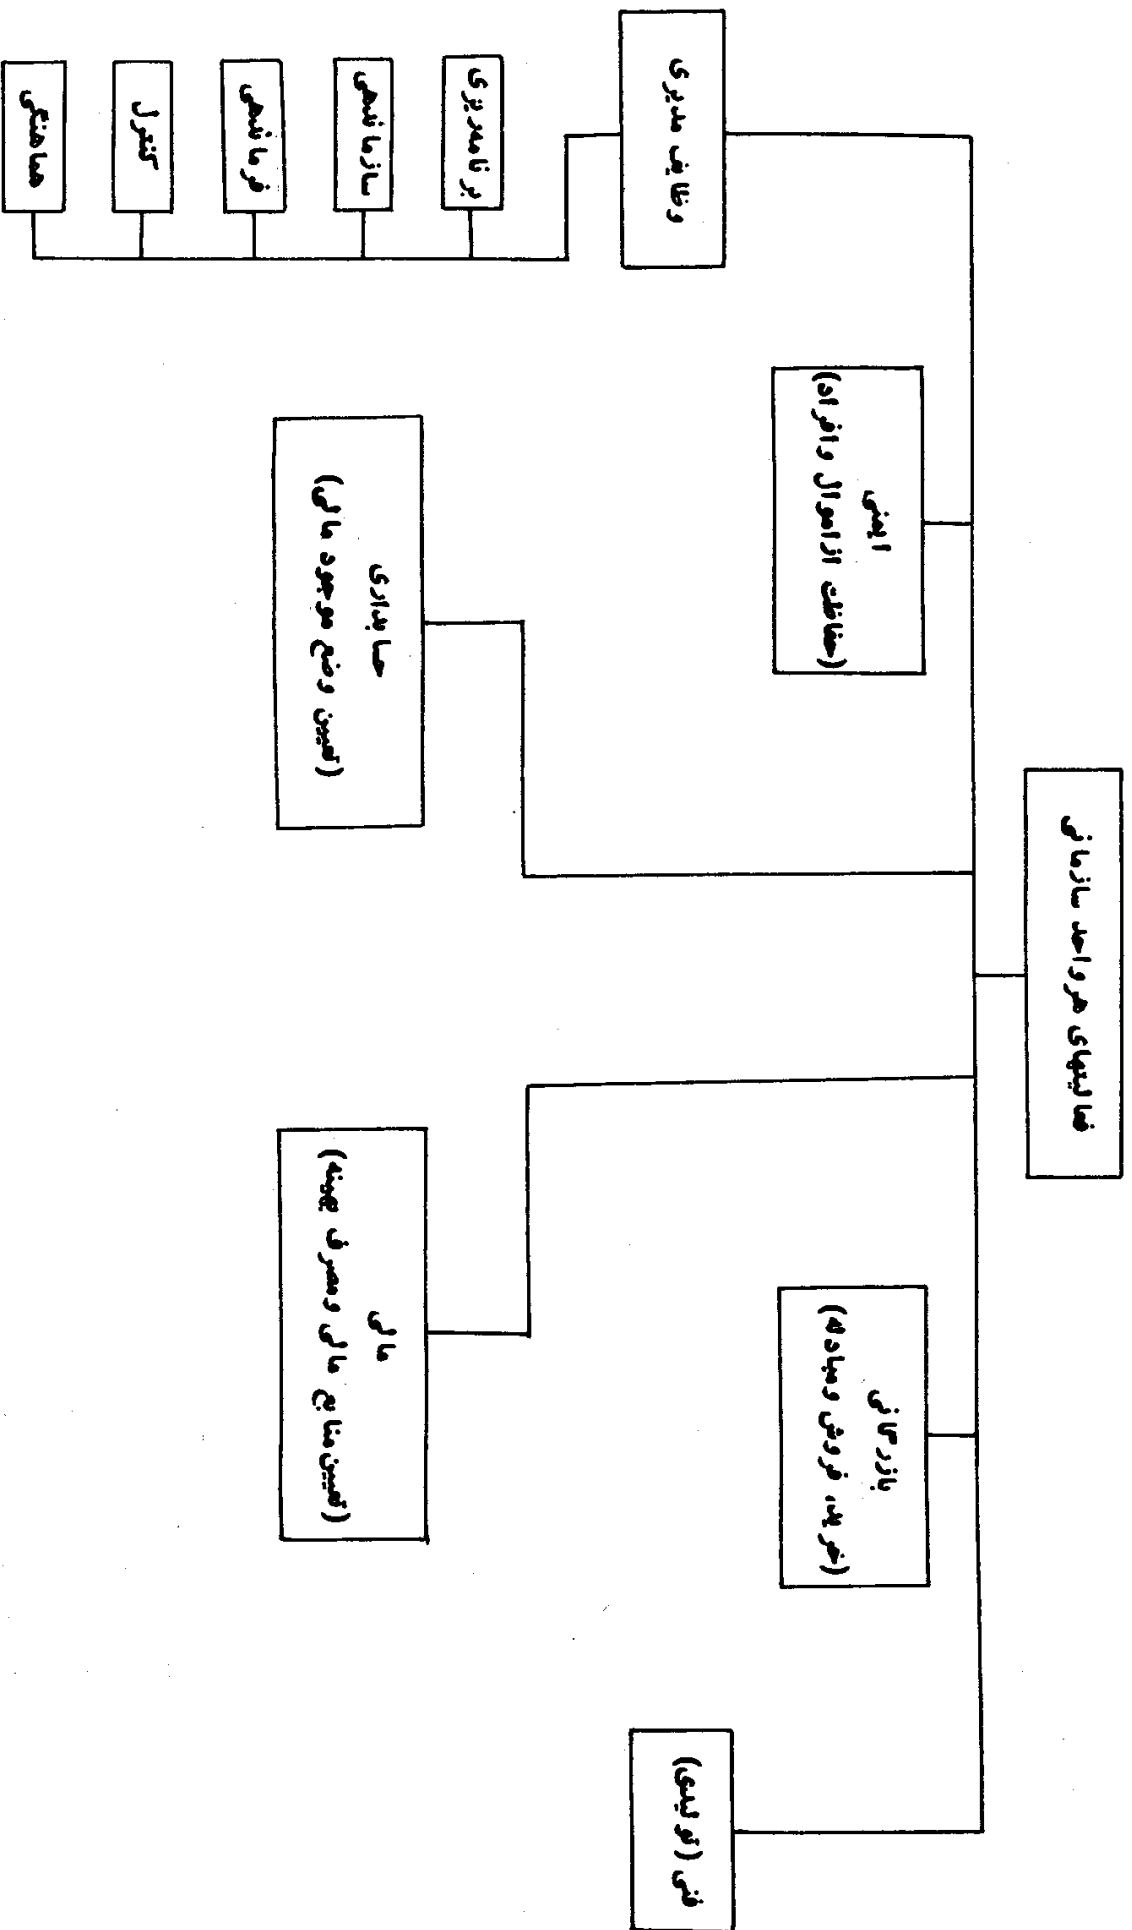 فعالیتهای هر واحد سازمانی
فنی (تولیدی)
بازرگانی
(خرید، فروش و مبادله)
مالی
(تعیین منابع مالی و مصرف بهینه)
حسابداری
(تعیین وضع موجود مالی)
ایمنی
(حفاظت از اموال و افراد)
وظایف مدیری
برنامه‌ریزی
سازماندهی
فرماندهی
کنترل
هماهنگی